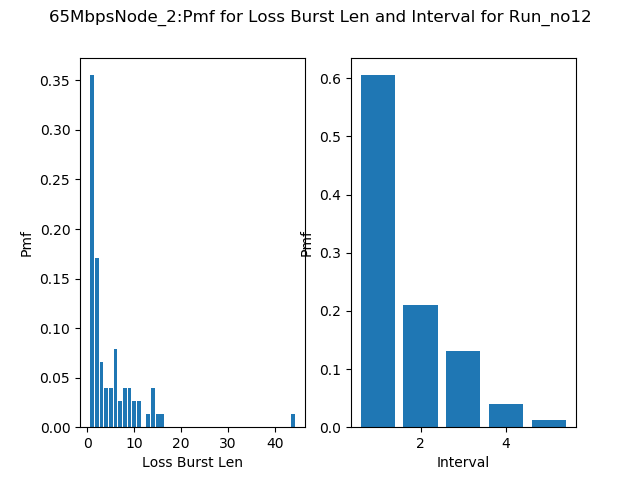 65MbpsNode_2:Pmf for Loss Burst Len and Interval for Run_no12
Pmf
0.35
0.30
0.25
0.20
0.15
0.10
0.05
0.00
0 10 20 30 40
Loss Burst Len
Pmf
0.6
0.5
0.4
0.3
0.2
0.1
0.0
2 4
Interval